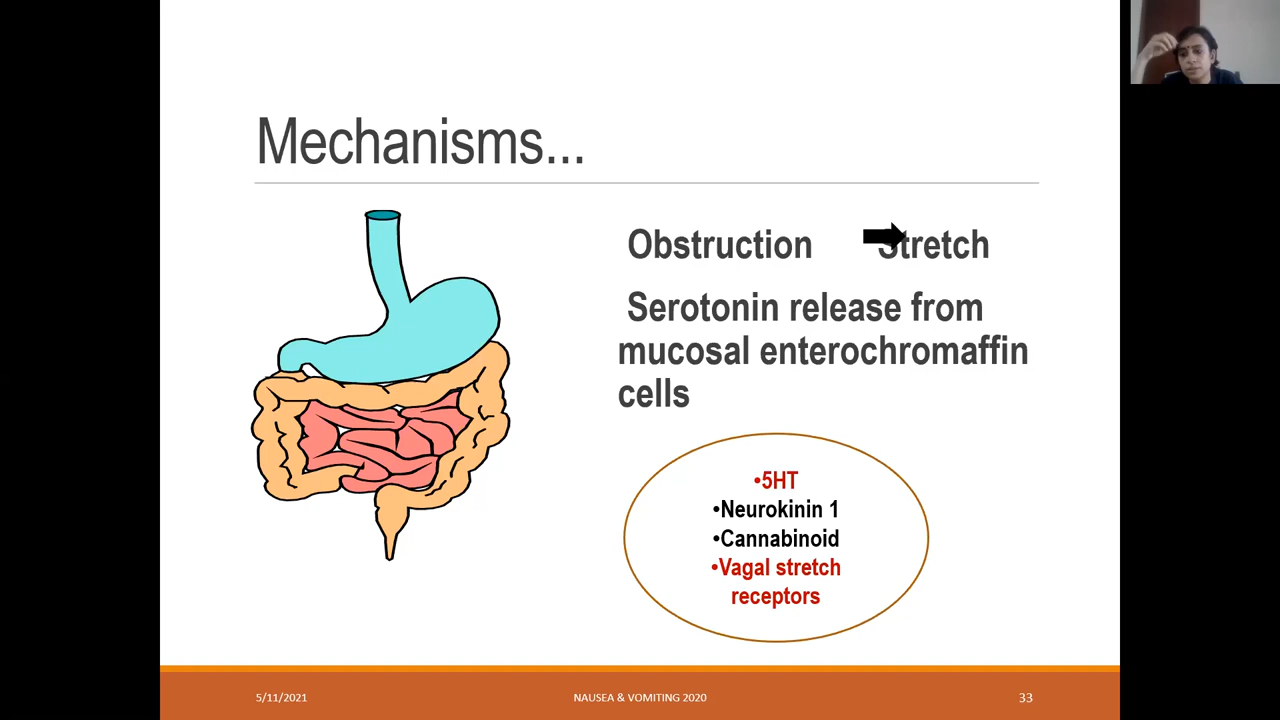 Mechanisms...
Obstruction Stretch
Serotonin release from
mucosal enterochromaffin
cells
•5HT
•Neurokinin 1
•Cannabinoid
•Vagal stretch
receptors
5/11/2021 NAUSEA & VOMITING 2020 33